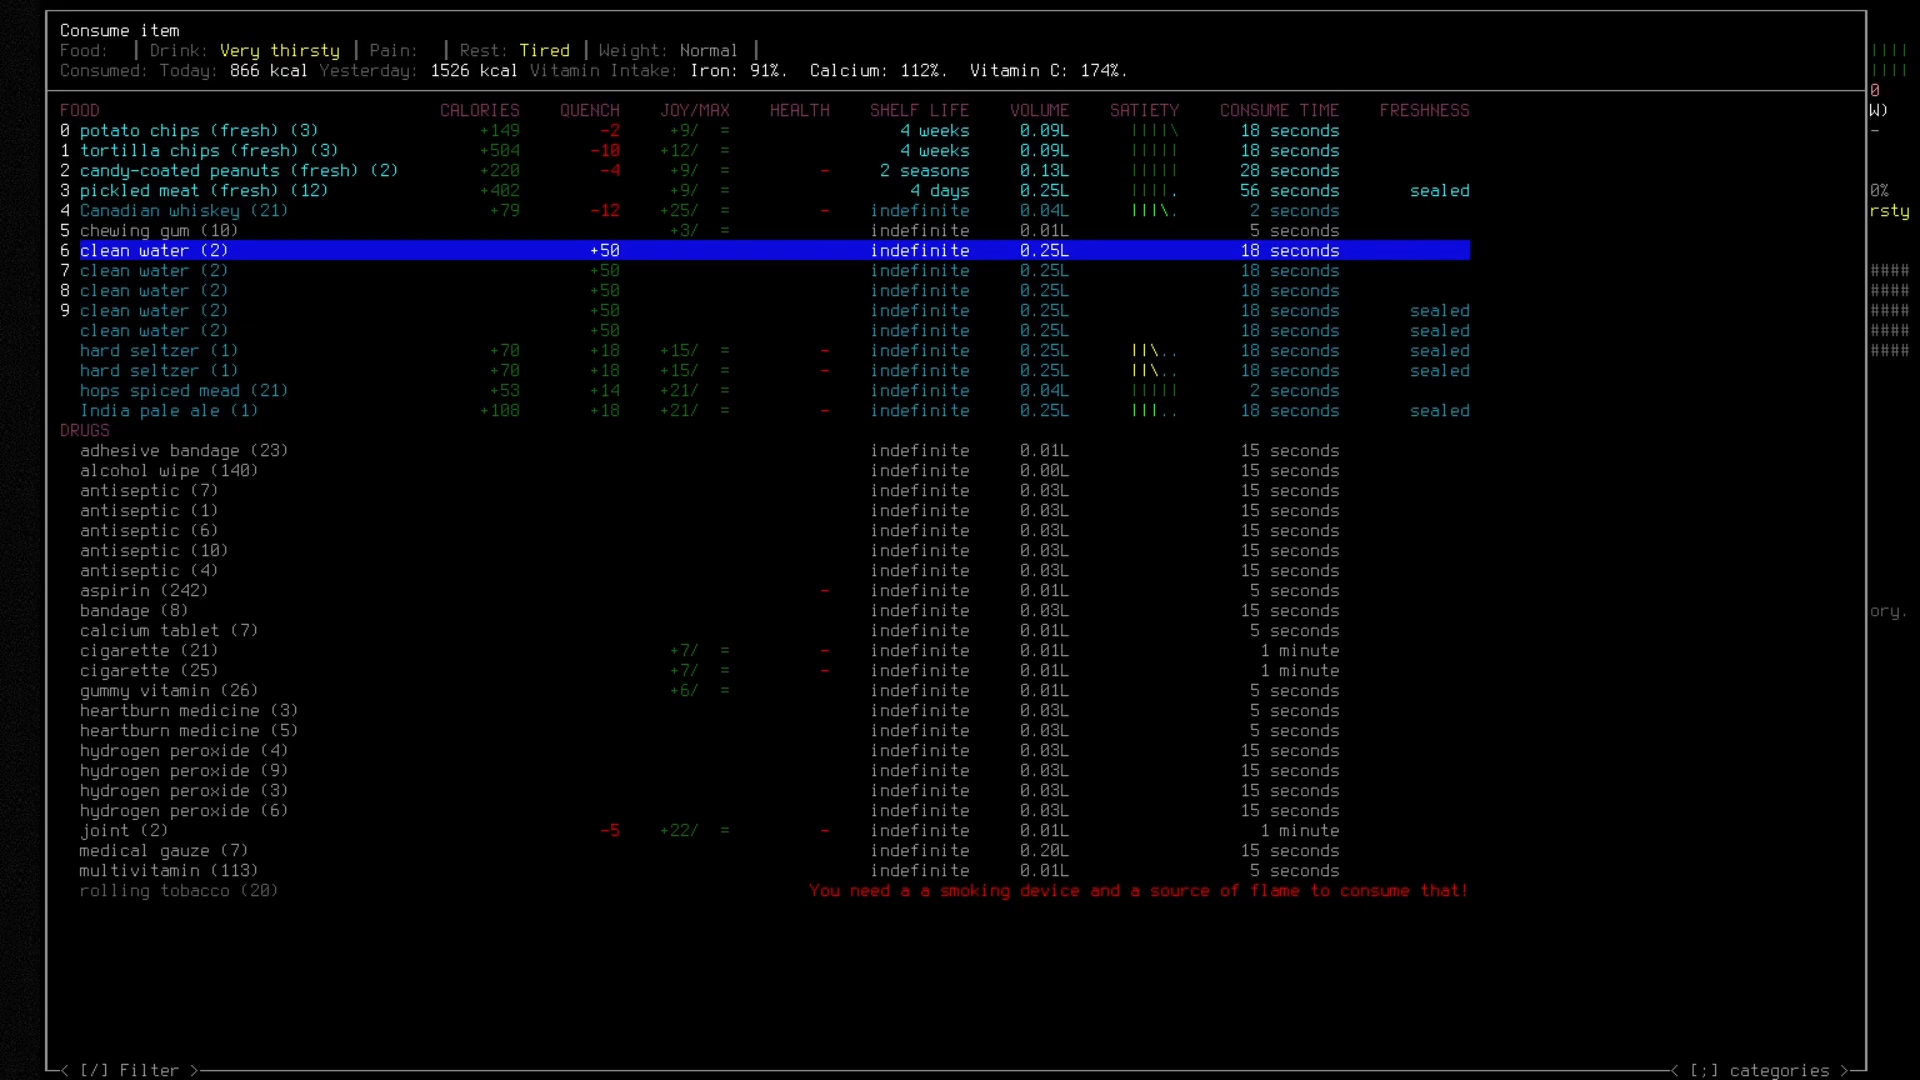 Consume item
Food: | Drink: Very thirsty | Pain: | Rest: Tired | Weight: Normal |
Consumed: Today: 866 kcal Yesterday: 1526 kcal Vitamin Intake: Iron: 91%. Calcium: 112%. Vitamin C: 174%.
FOOD CALORIES QUENCH JOY/MAX HEALTH SHELF LIFE VOLUME SATIETY CONSUME TIME FRESHNESS
0 potato chips (fresh) (3) +149 -2 +9/ = 4 weeks 0.09L ||||\ 18 seconds
1 tortilla chips (fresh) (3) +504 -10 +12/ = 4 weeks 0.09L ||||| 18 seconds
2 candy-coated peanuts (fresh) (2) +220 -4 +9/ = - 2 seasons 0.13L ||||| 28 seconds
3 pickled meat (fresh) (12) +402 +9/ = 4 days 0.25L ||||. 56 seconds sealed
4 Canadian whiskey (21) +79 -12 +25/ = - indefinite 0.04L |||\. 2 seconds
5 chewing gum (10) +3/ = indefinite 0.01L 5 seconds
6 clean water (2) +50 indefinite 0.25L 18 seconds
7 clean water (2) +50 indefinite 0.25L 18 seconds
8 clean water (2) +50 indefinite 0.25L 18 seconds
9 clean water (2) +50 indefinite 0.25L 18 seconds sealed
clean water (2) +50 indefinite 0.25L 18 seconds sealed
hard seltzer (1) +70 +18 +15/ = - indefinite 0.25L ||\.. 18 seconds sealed
hard seltzer (1) +70 +18 +15/ = - indefinite 0.25L ||\.. 18 seconds sealed
hops spiced mead (21) +53 +14 +21/ = indefinite 0.04L ||||| 2 seconds
India pale ale (1) +108 +18 +21/ = - indefinite 0.25L |||.. 18 seconds sealed
DRUGS
adhesive bandage (23) indefinite 0.01L 15 seconds
alcohol wipe (140) indefinite 0.00L 15 seconds
antiseptic (7) indefinite 0.03L 15 seconds
antiseptic (1) indefinite 0.03L 15 seconds
antiseptic (6) indefinite 0.03L 15 seconds
antiseptic (10) indefinite 0.03L 15 seconds
antiseptic (4) indefinite 0.03L 15 seconds
aspirin (242) - indefinite 0.01L 5 seconds
bandage (8) indefinite 0.03L 15 seconds
calcium tablet (7) indefinite 0.01L 5 seconds
cigarette (21) +7/ = - indefinite 0.01L 1 minute
cigarette (25) +7/ = - indefinite 0.01L 1 minute
gummy vitamin (26) +6/ = indefinite 0.01L 5 seconds
heartburn medicine (3) indefinite 0.03L 5 seconds
heartburn medicine (5) indefinite 0.03L 5 seconds
hydrogen peroxide (4) indefinite 0.03L 15 seconds
hydrogen peroxide (9) indefinite 0.03L 15 seconds
hydrogen peroxide (3) indefinite 0.03L 15 seconds
hydrogen peroxide (6) indefinite 0.03L 15 seconds
joint (2) -5 +22/ = - indefinite 0.01L 1 minute
medical gauze (7) indefinite 0.20L 15 seconds
multivitamin (113) indefinite 0.01L 5 seconds
rolling tobacco (20) You need a a smoking device and a source of flame to consume that!
< [/] Filter > < [;] categories >
||||
||||
0
W)
-
0%
rsty
####
####
####
####
####
ory.